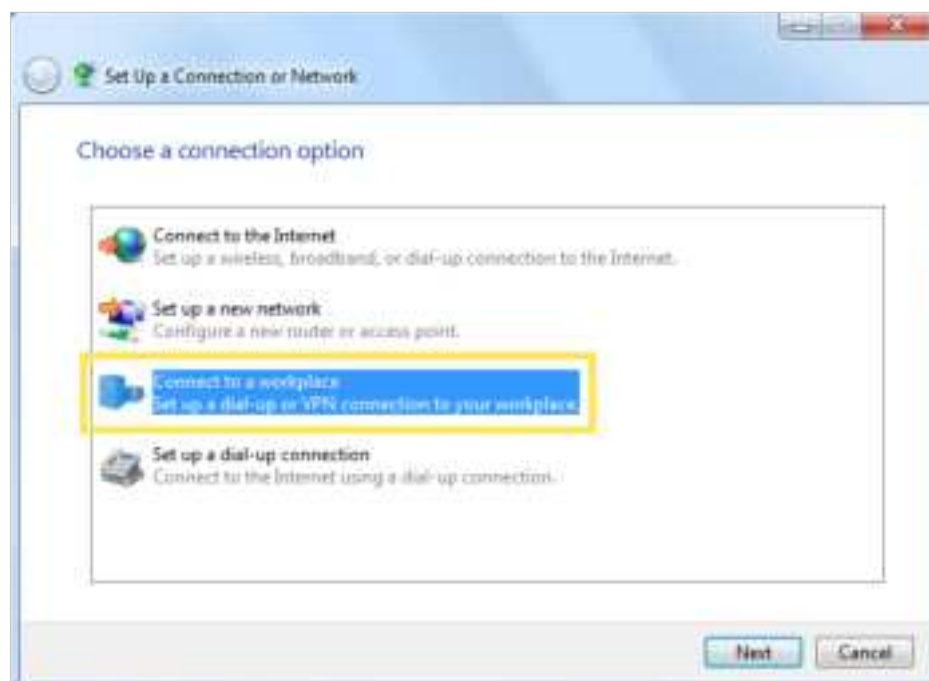 Set Up a Connection or Network
Choose a connection option
Connect to the Internet
Set up a wireless, broadband, or dial-up connection to the Internet.
Set up a new network
Configure a new router or access point.
Connect to a workplace
Set up a dial-up or VPN connection to your workplace.
Set up a dial-up connection
Connect to the Internet using a dial-up connection.
Next
Cancel